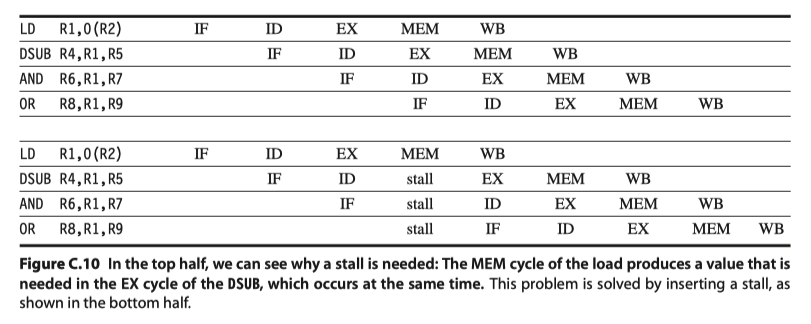 LD R1,0(R2) IF ID EX MEM WB
DSUB R4,R1,R5 IF ID EX MEM WB
AND R6,R1,R7 IF ID EX MEM WB
OR R8,R1,R9 IF ID EX MEM WB
LD R1,0(R2) IF ID EX MEM WB
DSUB R4,R1,R5 IF ID stall EX MEM WB
AND R6,R1,R7 IF stall ID EX MEM WB
OR R8,R1,R9 stall IF ID EX MEM WB
Figure C.10 In the top half, we can see why a stall is needed: The MEM cycle of the load produces a value that is
needed in the EX cycle of the DSUB, which occurs at the same time. This problem is solved by inserting a stall, as
shown in the bottom half.